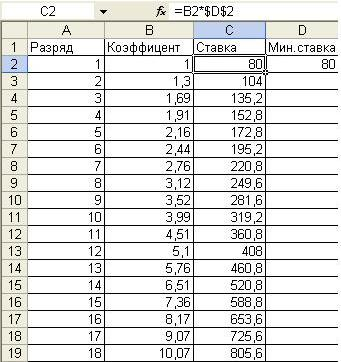 C2 fx =B2*$D$2
A B C D
1 Разряд Коэффицент Ставка Мин.ставка
2 1 1 80 80
3 2 1,3 104
4 3 1,69 135,2
5 4 1,91 152,8
6 5 2,16 172,8
7 6 2,44 195,2
8 7 2,76 220,8
9 8 3,12 249,6
10 9 3,52 281,6
11 10 3,99 319,2
12 11 4,51 360,8
13 12 5,1 408
14 13 5,76 460,8
15 14 6,51 520,8
16 15 7,36 588,8
17 16 8,17 653,6
18 17 9,07 725,6
19 18 10,07 805,6